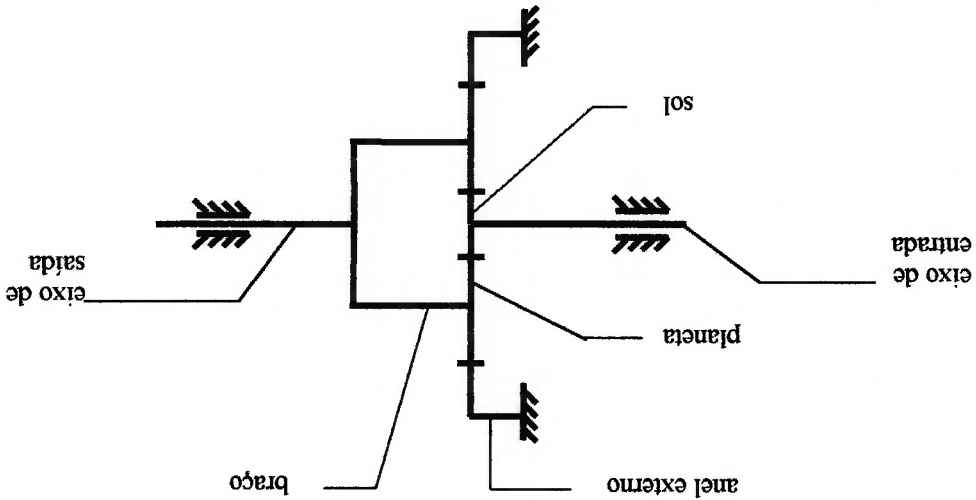 anel externo
braço
planeta
eixo de
entrada
eixo de
saída
sol